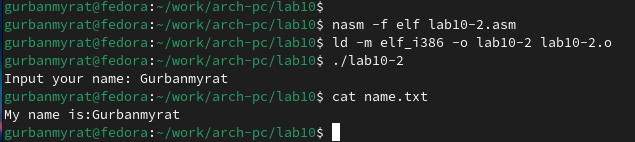 gurbanmyrat@fedora:~/work/arch-pc/lab10$
gurbanmyrat@fedora:~/work/arch-pc/lab10$ nasm -f elf lab10-2.asm
gurbanmyrat@fedora:~/work/arch-pc/lab10$ ld -m elf_i386 -o lab10-2 lab10-2.o
gurbanmyrat@fedora:~/work/arch-pc/lab10$ ./lab10-2
Input your name: Gurbanmyrat
gurbanmyrat@fedora:~/work/arch-pc/lab10$ cat name.txt
My name is:Gurbanmyrat
gurbanmyrat@fedora:~/work/arch-pc/lab10$